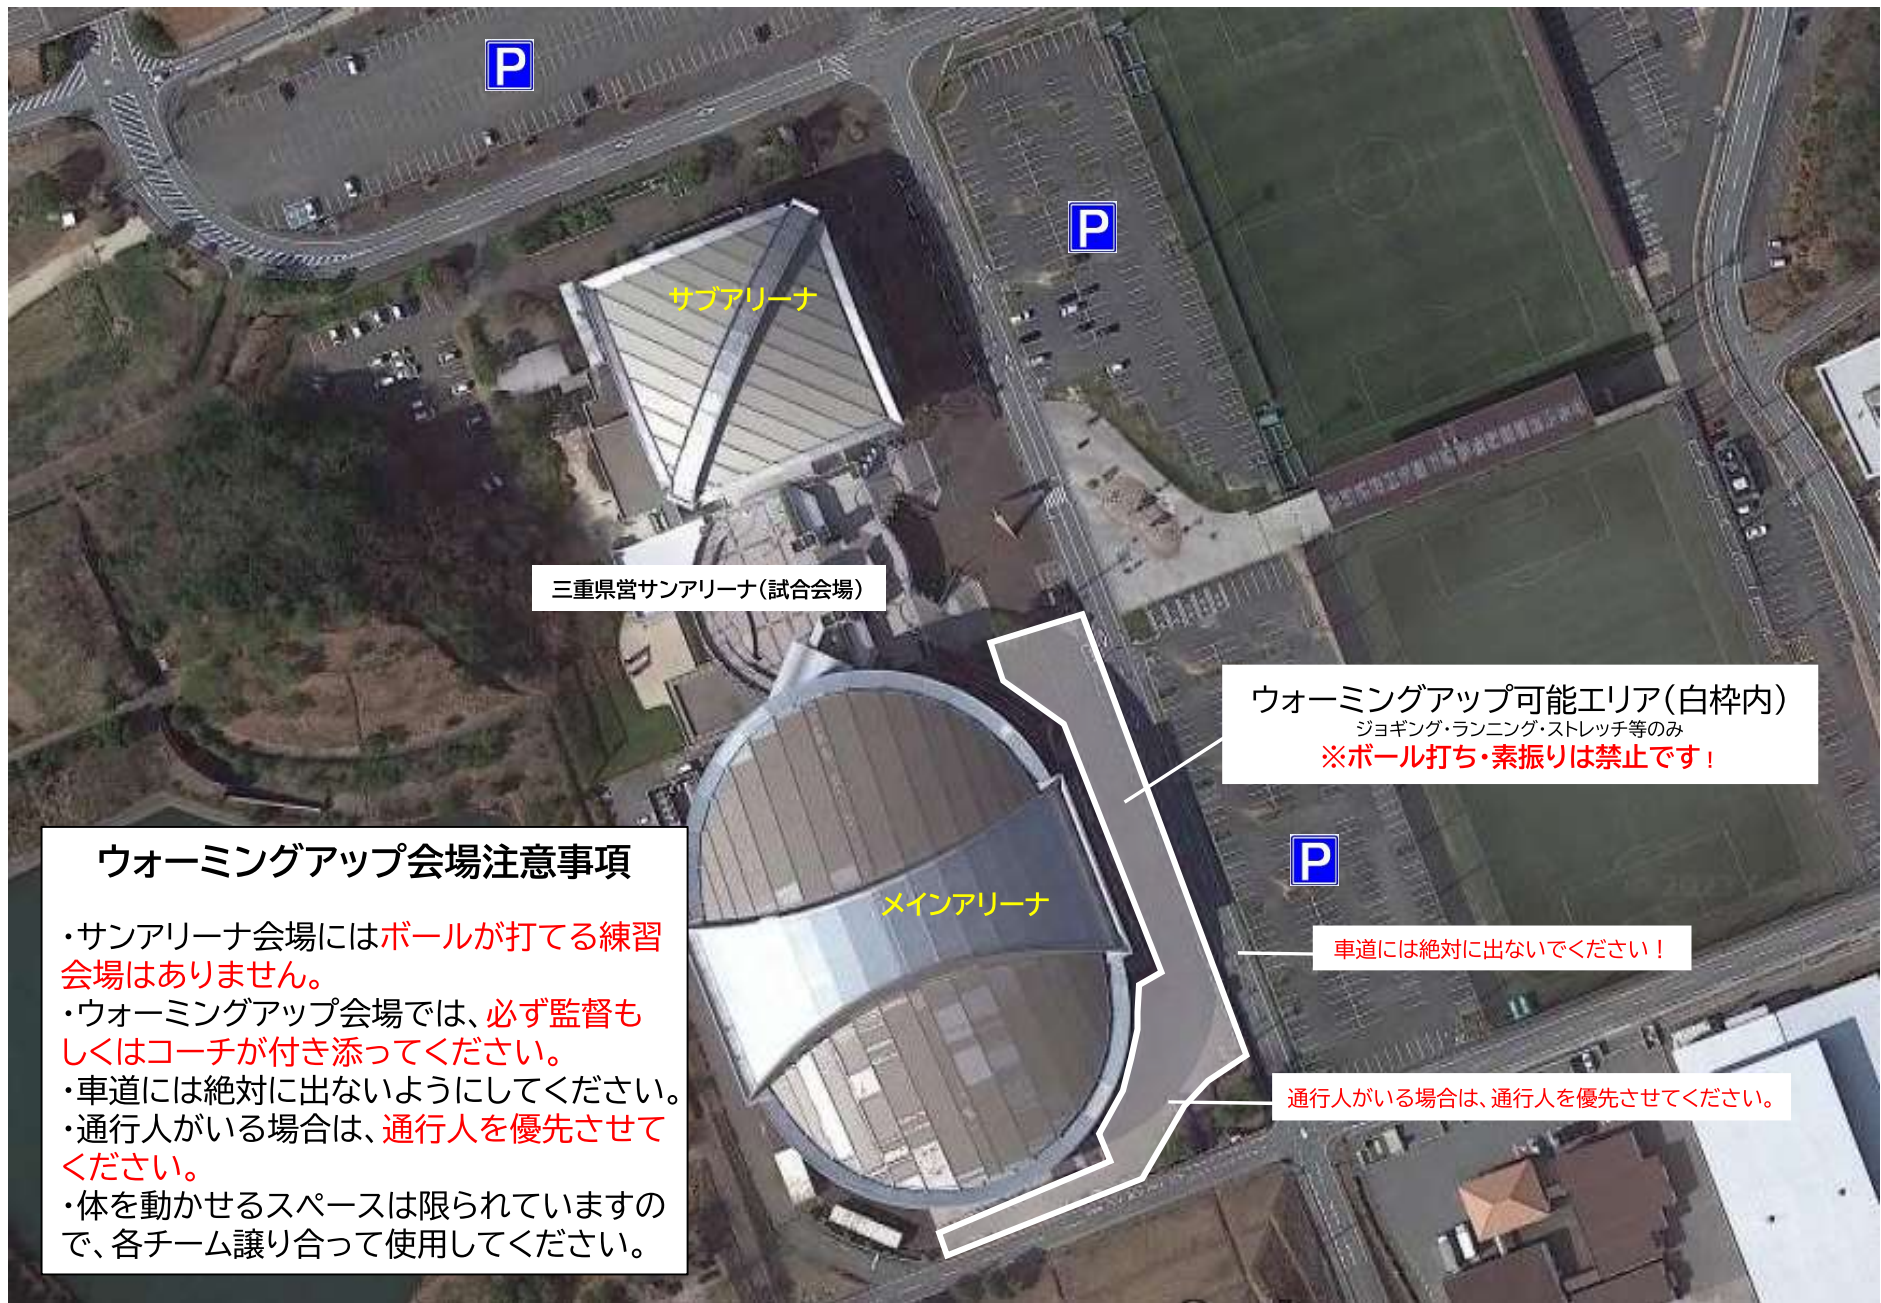 P
P
サブアリーナ
三重県営サンアリーナ(試合会場)
ウォーミングアップ可能エリア(白枠内)
ジョギング・ランニング・ストレッチ等のみ
※ボール打ち・素振りは禁止です!
P
メインアリーナ
車道には絶対に出ないでください!
通行人がいる場合は、通行人を優先させてください。
ウォーミングアップ会場注意事項
・サンアリーナ会場にはボールが打てる練習
会場はありません。
・ウォーミングアップ会場では、必ず監督も
しくはコーチが付き添ってください。
・車道には絶対に出ないようにしてください。
・通行人がいる場合は、通行人を優先させて
ください。
・体を動かせるスペースは限られていますの
で、各チーム譲り合って使用してください。